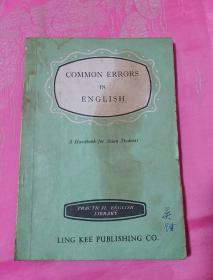 COMMON ERRORS
IN
ENGLISH
A Handbook for Asian Students
PRACTICAL ENGLISH
LIBRARY
LING KEE PUBLISHING CO.